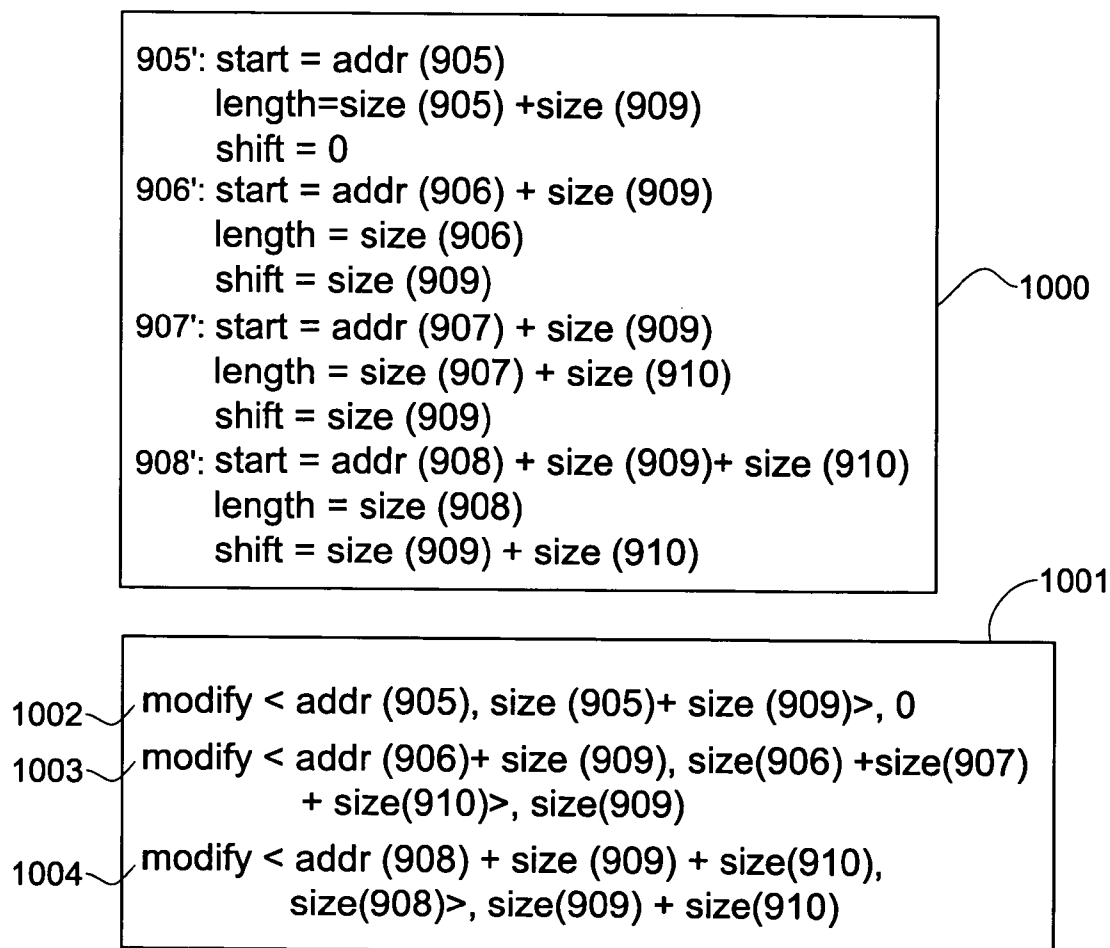 905': start = addr (905)
length=size (905) +size (909)
shift = 0
906': start = addr (906) + size (909)
length = size (906)
shift = size (909)
907': start = addr (907) + size (909)
length = size (907) + size (910)
shift = size (909)
908': start = addr (908) + size (909)+ size (910)
length = size (908)
shift = size (909) + size (910)
1000
1001
1002 modify < addr (905), size (905)+ size (909)>, 0
1003 modify < addr (906)+ size (909), size(906) +size(907)
+ size(910)>, size(909)
1004 modify < addr (908) + size (909) + size(910),
size(908)>, size(909) + size(910)